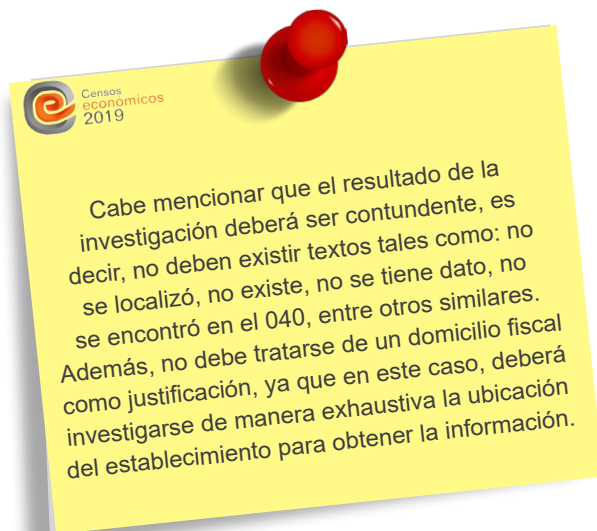 Censos
económicos
2019
Cabe mencionar que el resultado de la
investigación deberá ser contundente, es
decir, no deben existir textos tales como: no
se localizó, no existe, no se tiene dato, no
se encontró en el 040, entre otros similares.
Además, no debe tratarse de un domicilio fiscal
como justificación, ya que en este caso, deberá
investigarse de manera exhaustiva la ubicación
del establecimiento para obtener la información.